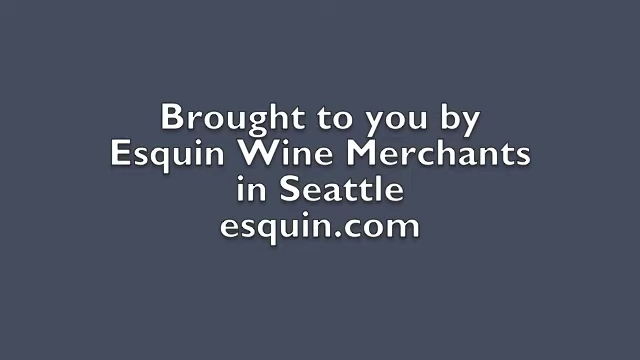 Brought to you by
Esquin Wine Merchants
in Seattle
esquin.com